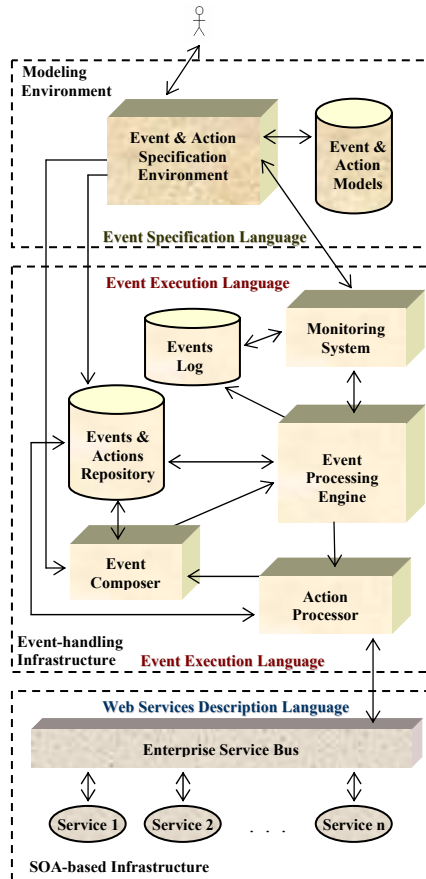 Modeling
Environment
Event & Action
Specification
Environment
Event &
Action
Models
Event Specification Language
Event Execution Language
Monitoring
System
Events
Log
Events &
Actions
Repository
Event
Processing
Engine
Event
Composer
Action
Processor
Event-handling
Infrastructure
Event Execution Language
Web Services Description Language
Enterprise Service Bus
Service 1
Service 2
. . .
Service n
SOA-based Infrastructure